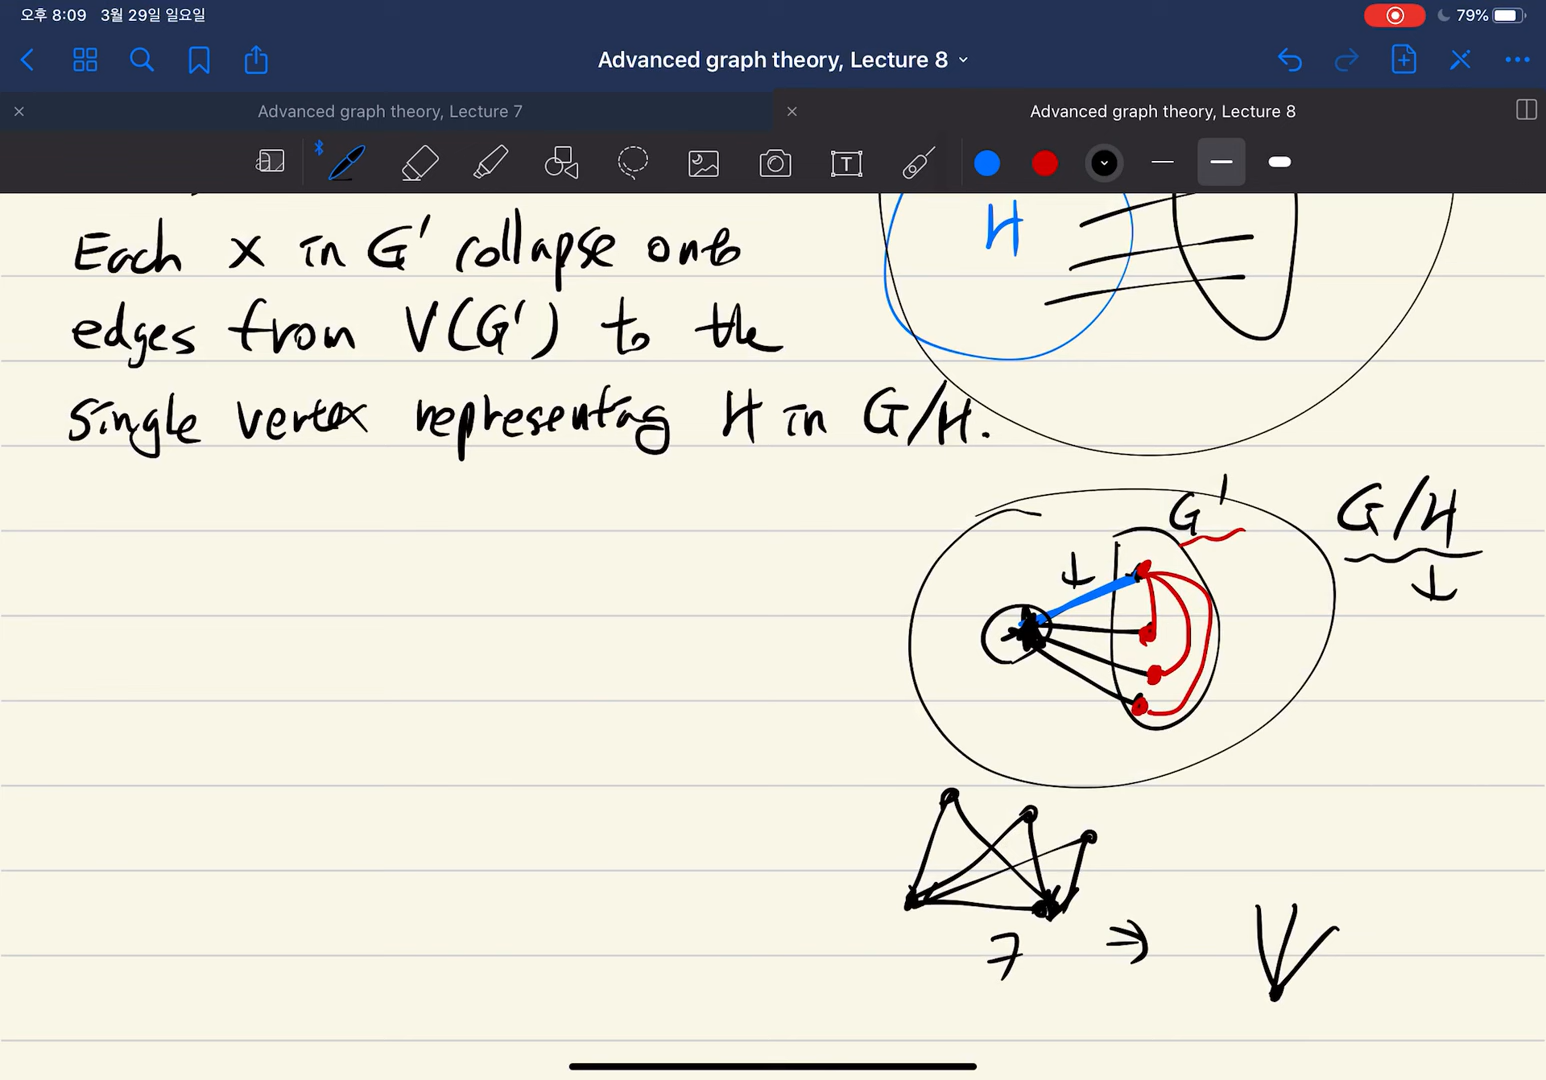 오후 8:09 3월 29일 일요일
79%
Advanced graph theory, Lecture 8
Advanced graph theory, Lecture 7
Advanced graph theory, Lecture 8
Each x in G' collapse onto
edges from V(G') to the
single vertex representing H in G/H.
H
G'
G/H
7 ⇒